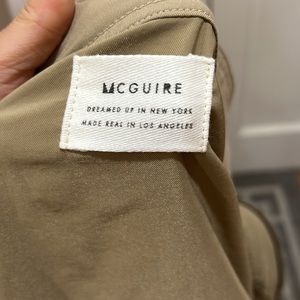 MCGUIRE
DREAMED UP IN NEW YORK
MADE REAL IN LOS ANGELES